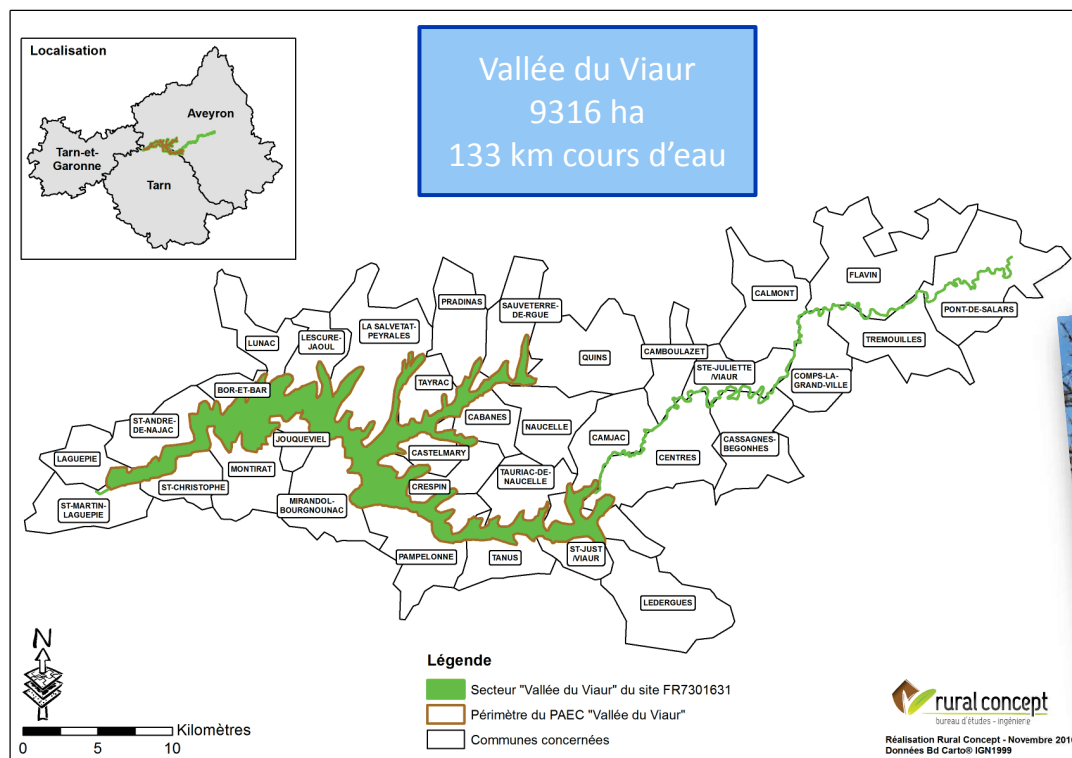 Localisation
Aveyron
Tarn-et-
Garonne
Tarn
Vallée du Viaur
9316 ha
133 km cours d'eau
FLAVIN
CALMONT
PONT-DE-SALARS
PRADINAS
SAUVETERRE-
DE-RGUE
LA SALVETAT-
PEYRALES
LESCURE-
JAOUL
LUNAC
TREMOUILLES
CAMBOULAZET
QUINS
STE-JULIETTE
/VIAUR
COMPS-LA-
GRAND-VILLE
TAYRAC
BOR-ET-BAR
CABANES
ST-ANDRE-
DE-NAJAC
NAUCELLE
CAMJAC
JOUQUEVIEL
CASSAGNES-
BEGONHES
CASTELMARY
CENTRES
LAGUEPIE
MONTIRAT
TAURIAC-DE-
NAUCELLE
ST-CHRISTOPHE
CRESPIN
MIRANDOL-
BOURGNOUNAC
ST-MARTIN-
LAGUEPIE
PAMPELONNE
TANUS
ST-JUST
/VIAUR
LEDERGUES
N
Kilomètres
0 5 10
Légende
Secteur "Vallée du Viaur" du site FR7301631
Périmètre du PAEC "Vallée du Viaur"
Communes concernées
rural concept
bureau d'études - ingénierie
Réalisation Rural Concept - Novembre 2016
Données Bd Carto® IGN1999